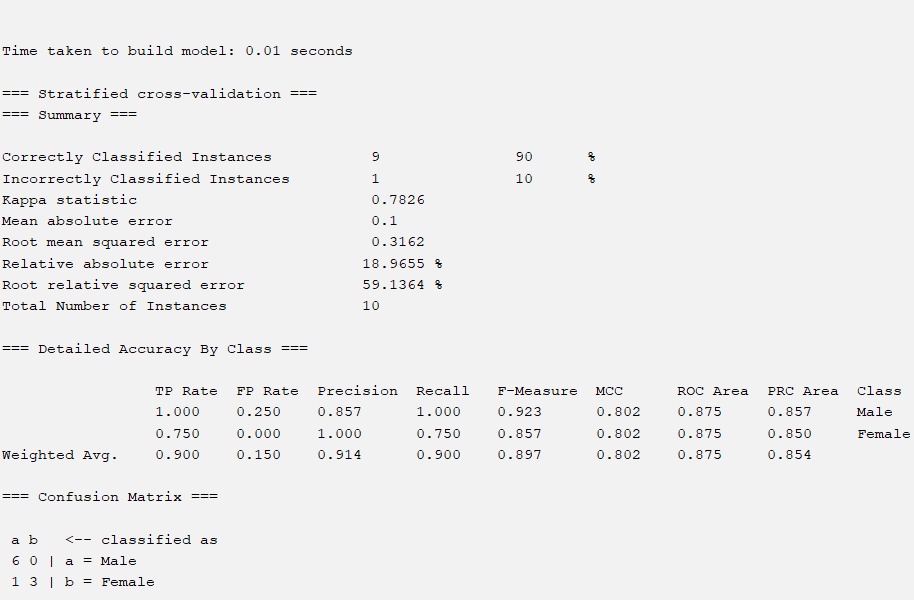 Time taken to build model: 0.01 seconds
=== Stratified cross-validation ===
=== Summary ===
Correctly Classified Instances 9 90 %
Incorrectly Classified Instances 1 10 %
Kappa statistic 0.7826
Mean absolute error 0.1
Root mean squared error 0.3162
Relative absolute error 18.9655 %
Root relative squared error 59.1364 %
Total Number of Instances 10
=== Detailed Accuracy By Class ===
TP Rate FP Rate Precision Recall F-Measure MCC ROC Area PRC Area Class
1.000 0.250 0.857 1.000 0.923 0.802 0.875 0.857 Male
0.750 0.000 1.000 0.750 0.857 0.802 0.875 0.850 Female
Weighted Avg. 0.900 0.150 0.914 0.900 0.897 0.802 0.875 0.854
=== Confusion Matrix ===
a b <-- classified as
6 0 | a = Male
1 3 | b = Female